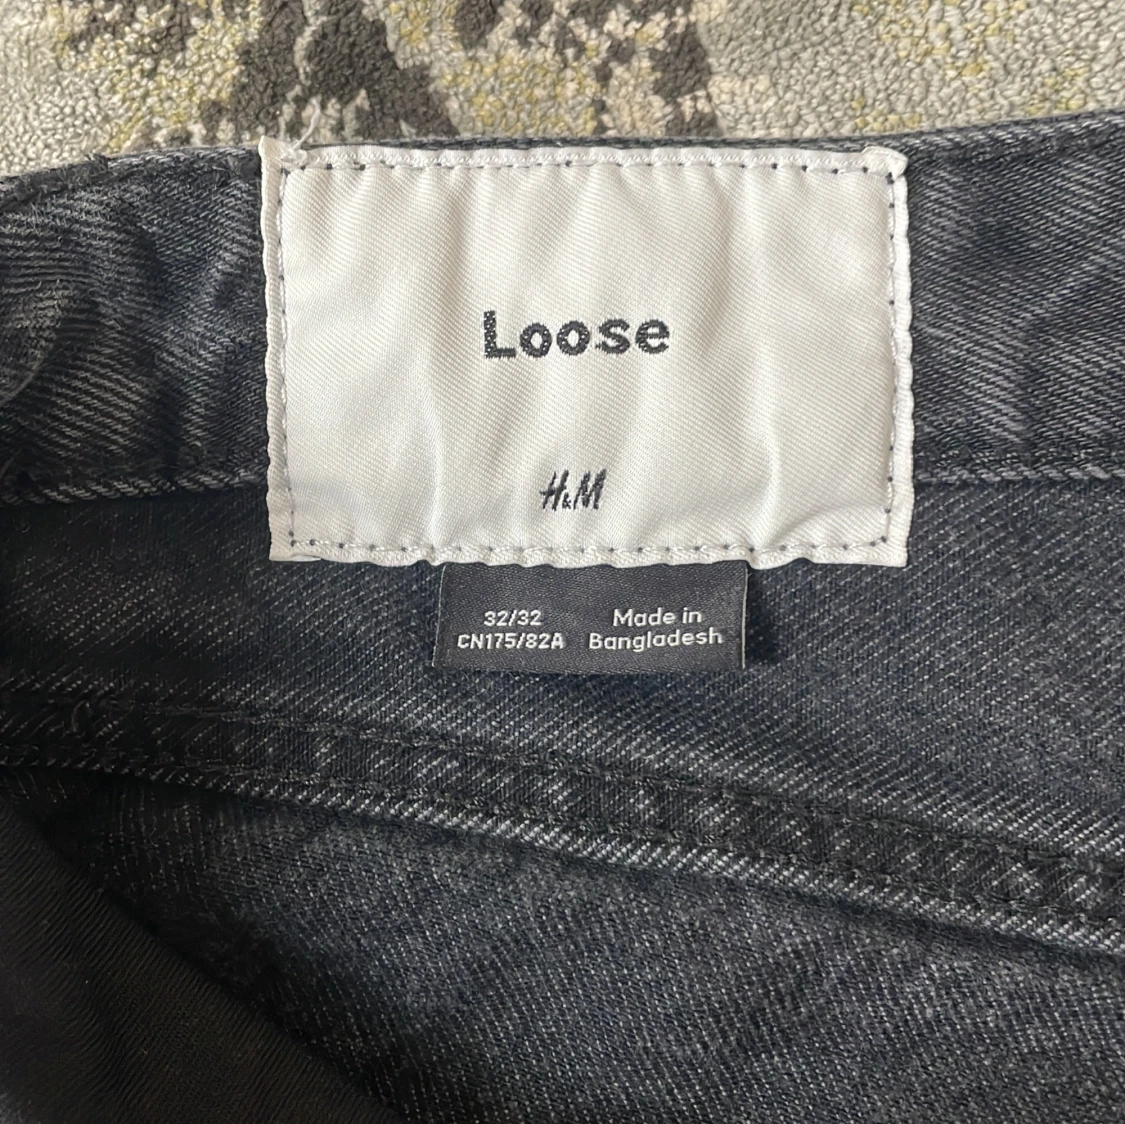 Loose
H&M
32/32
CN175/82A
Made in
Bangladesh